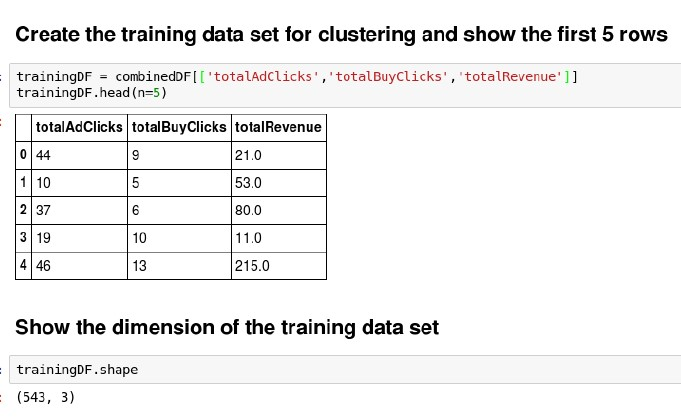 Create the training data set for clustering and show the first 5 rows
trainingDF = combinedDF[['totalAdClicks','totalBuyClicks','totalRevenue']]
trainingDF.head(n=5)
totalAdClicks totalBuyClicks totalRevenue
0 44 9 21.0
1 10 5 53.0
2 37 6 80.0
3 19 10 11.0
4 46 13 215.0
Show the dimension of the training data set
trainingDF.shape
(543, 3)